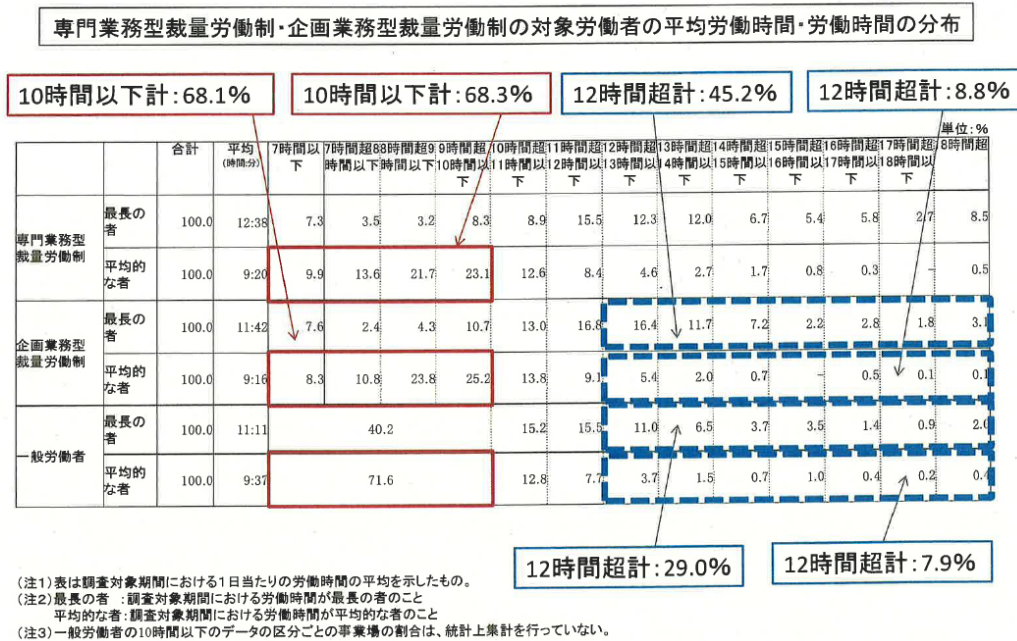 専門業務型裁量労働制・企画業務型裁量労働制の対象労働者の平均労働時間・労働時間の分布
10時間以下計:68.1%
10時間以下計:68.3%
12時間超計:45.2%
12時間超計:8.8%
単位:%
合計 平均(時間:分) 7時間以下 7時間超8時間以下 8時間超9時間以下 9時間超10時間以下 10時間超11時間以下 11時間超12時間以下 12時間超13時間以下 13時間超14時間以下 14時間超15時間以下 15時間超16時間以下 16時間超17時間以下 17時間超18時間以下 8時間超
専門業務型裁量労働制
最長の者 100.0 12:38 7.3 3.5 3.2 8.3 8.9 15.5 12.3 12.0 6.7 5.4 5.8 2.7 8.5
平均的な者 100.0 9:20 9.9 13.6 21.7 23.1 12.6 8.4 4.6 2.7 1.7 0.8 0.3 - 0.5
企画業務型裁量労働制
最長の者 100.0 11:42 7.6 2.4 4.3 10.7 13.0 16.8 16.4 11.7 7.2 2.2 2.8 1.8 3.1
平均的な者 100.0 9:16 8.3 10.8 23.8 25.2 13.8 9.1 5.4 2.0 0.7 - 0.5 0.1 0.1
一般労働者
最長の者 100.0 11:11 40.2 15.2 15.5 11.0 6.5 3.7 3.5 1.4 0.9 2.0
平均的な者 100.0 9:37 71.6 12.8 7.7 3.7 1.5 0.7 1.0 0.4 0.2 0.4
12時間超計:29.0%
12時間超計:7.9%
(注1)表は調査対象期間における1日当たりの労働時間の平均を示したもの。
(注2)最長の者 :調査対象期間における労働時間が最長の者のこと
平均的な者:調査対象期間における労働時間が平均的な者のこと
(注3)一般労働者の10時間以下のデータの区分ごとの事業場の割合は、統計上集計を行っていない。